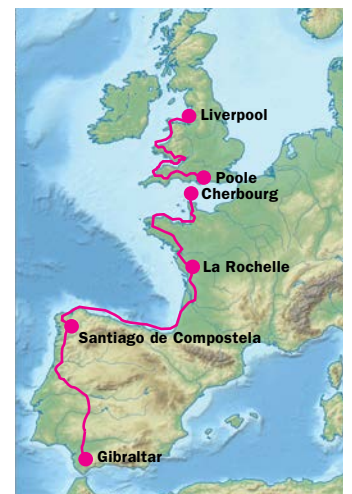 Liverpool
Poole
Cherbourg
La Rochelle
Santiago de Compostela
Gibraltar